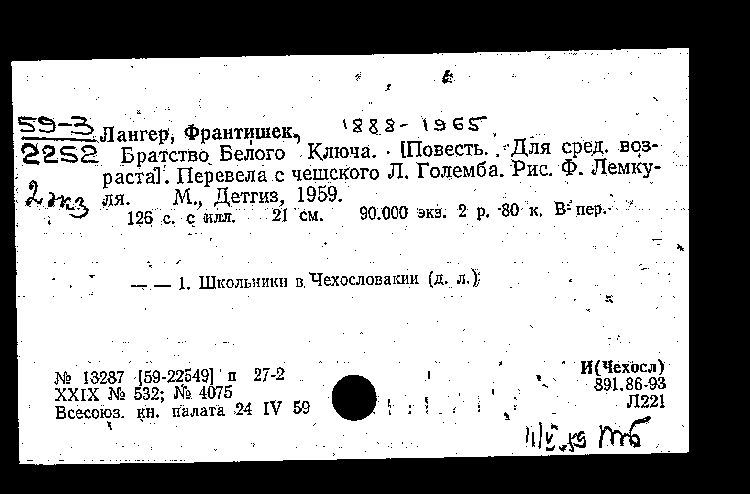 59-3
2252
2 экз
Лангер, Франтишек, 1888-1965
Братство Белого Ключа. [Повесть. Для сред. воз-
раста]. Перевела с чешского Л. Големба. Рис. Ф. Лемку-
ля. М., Детгиз, 1959.
126 с. с илл. 21 см. 90.000 экз. 2 р. 80 к. В пер.
— — 1. Школьники в Чехословакии (д. л.)
№ 13287 [59-22549] п 27-2
XXIX № 532; № 4075
Всесоюз. кн. палата 24 IV 59
И(Чехосл)
891.86-93
Л221
11/V.59